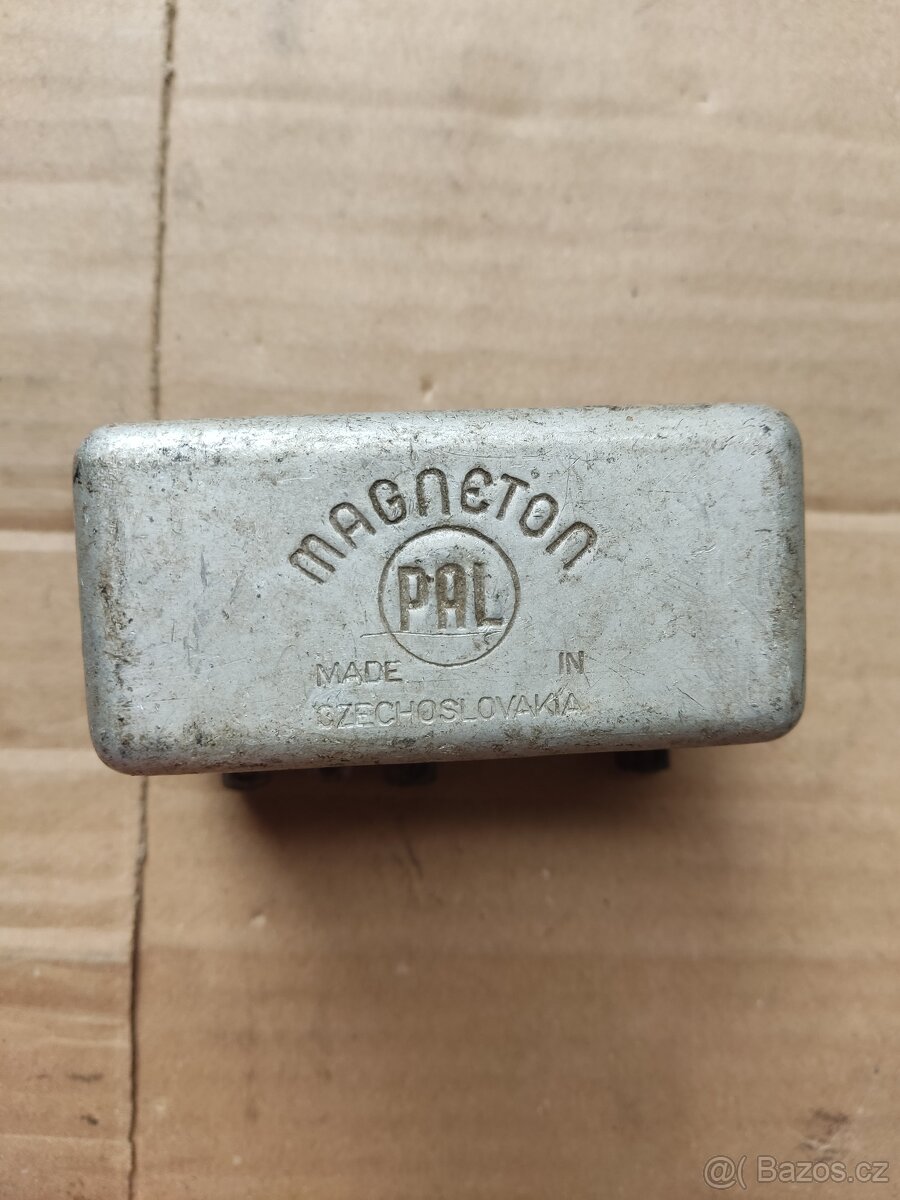 MAGNETON
PAL
MADE IN
CZECHOSLOVAKIA
@( Bazos.cz